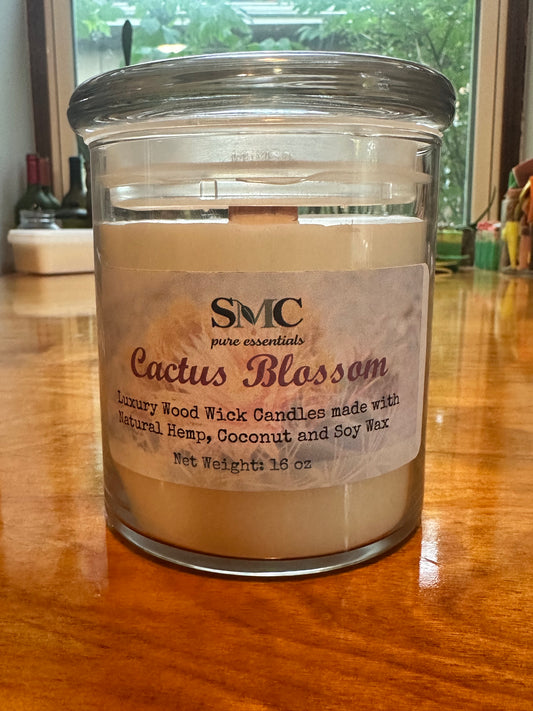 SMC
pure essentials
Cactus Blossom
Luxury Wood Wick Candles made with
Natural Hemp, Coconut and Soy Wax
Net Weight: 16 oz